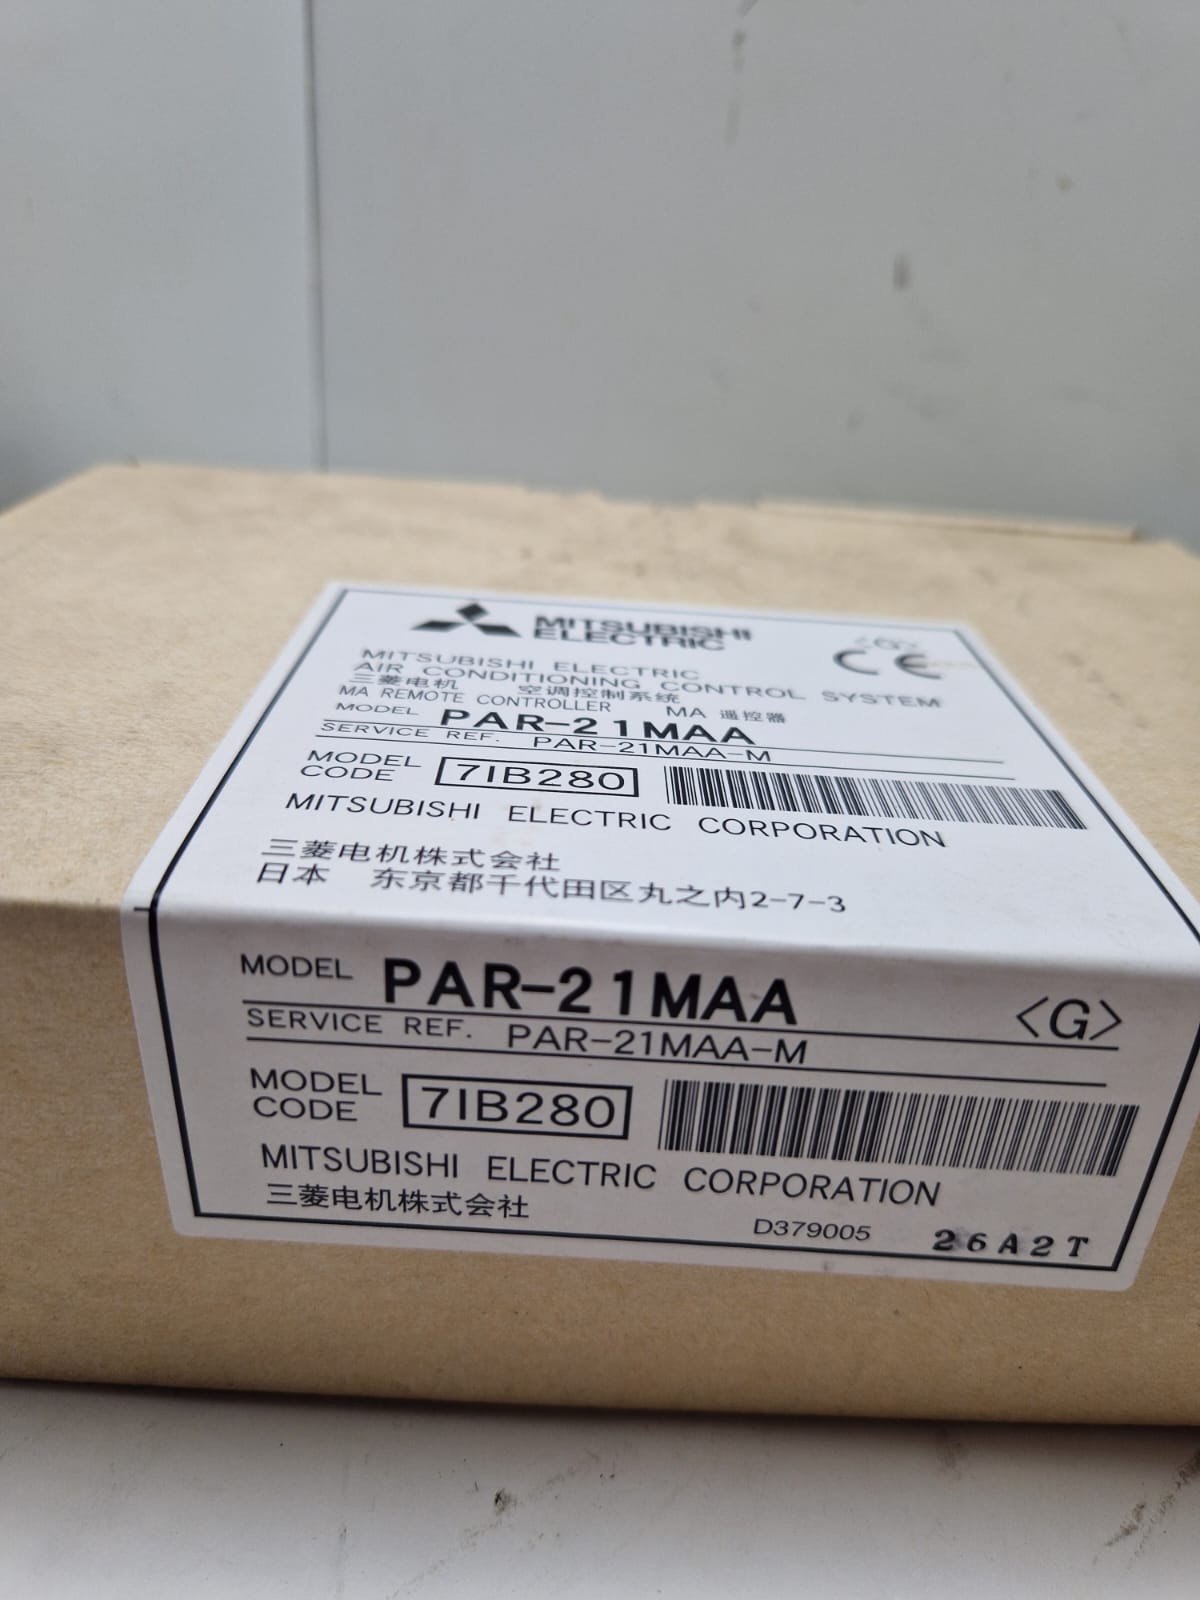 MITSUBISHI
ELECTRIC
<G>
CE
MITSUBISHI ELECTRIC
AIR CONDITIONING CONTROL SYSTEM
三菱电机 空调控制系统
MA REMOTE CONTROLLER MA 遥控器
MODEL PAR-21MAA
SERVICE REF. PAR-21MAA-M
MODEL CODE 7IB280
MITSUBISHI ELECTRIC CORPORATION
三菱电机株式会社
日本 东京都千代田区丸之内2-7-3
MODEL PAR-21MAA <G>
SERVICE REF. PAR-21MAA-M
MODEL CODE 7IB280
MITSUBISHI ELECTRIC CORPORATION
三菱电机株式会社
D379005 26A2T